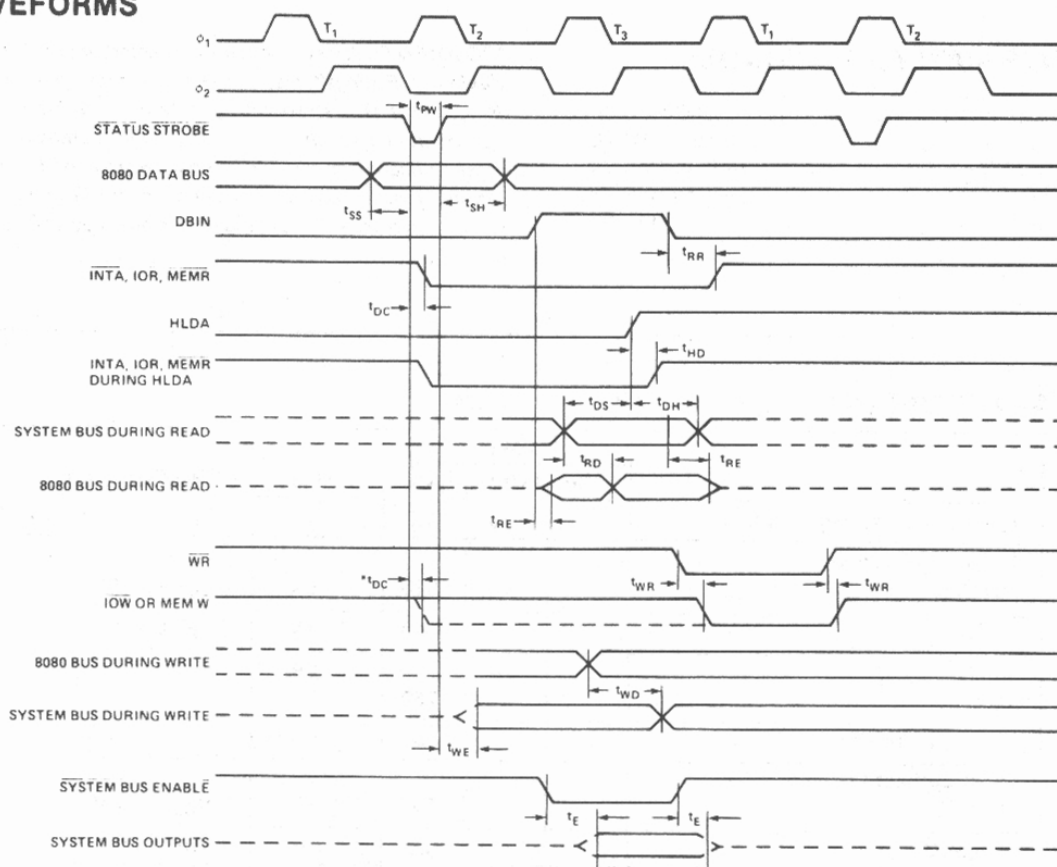 VEFORMS
φ1 T1 T2 T3 T1 T2
φ2
tPW
STATUS STROBE
8080 DATA BUS
tSS tSH
DBIN
tRR
INTA, IOR, MEMR
tDC
HLDA
tHD
INTA, IOR, MEMR
DURING HLDA
tDS tDH
SYSTEM BUS DURING READ
tRD tRE
8080 BUS DURING READ
tRE
WR
*tDC tWR tWR
IOW OR MEM W
8080 BUS DURING WRITE
tWD
SYSTEM BUS DURING WRITE
tWE
SYSTEM BUS ENABLE
tE tE
SYSTEM BUS OUTPUTS